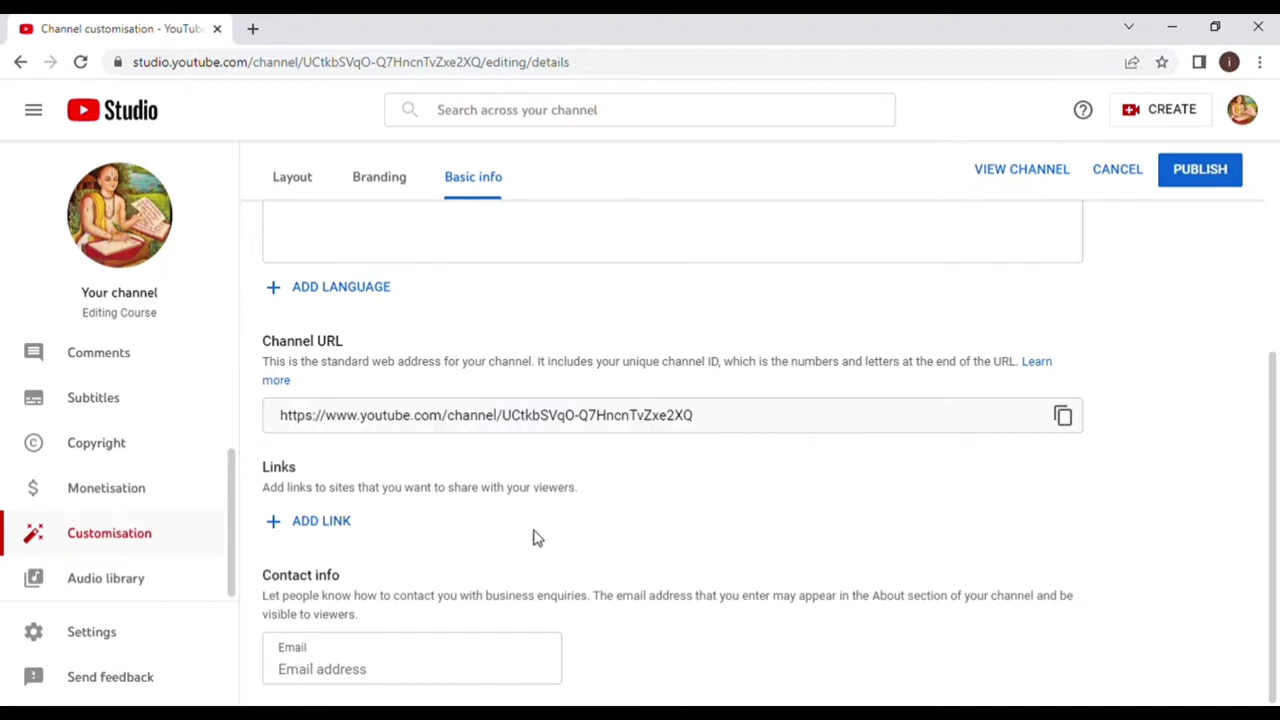 Channel customisation - YouTube
studio.youtube.com/channel/UCtkbSVqO-Q7HncnTvZxe2XQ/editing/details
i
Studio
Search across your channel
CREATE
Layout
Branding
Basic info
VIEW CHANNEL
CANCEL
PUBLISH
Your channel
Editing Course
Comments
Subtitles
Copyright
Monetisation
Customisation
Audio library
Settings
Send feedback
ADD LANGUAGE
Channel URL
This is the standard web address for your channel. It includes your unique channel ID, which is the numbers and letters at the end of the URL. Learn
more
https://www.youtube.com/channel/UCtkbSVqO-Q7HncnTvZxe2XQ
Links
Add links to sites that you want to share with your viewers.
ADD LINK
Contact info
Let people know how to contact you with business enquiries. The email address that you enter may appear in the About section of your channel and be
visible to viewers.
Email
Email address